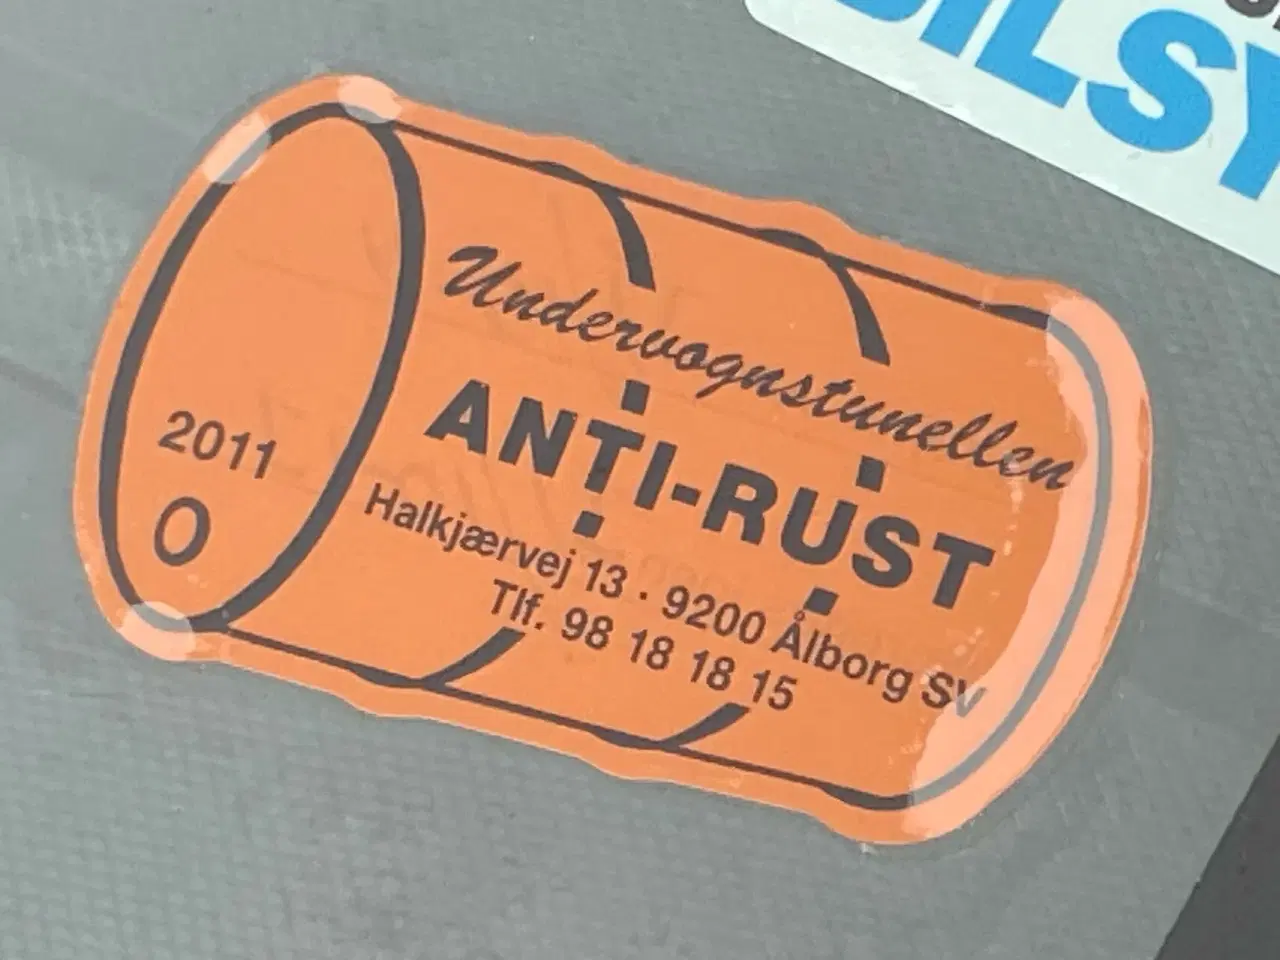 BILSY
Undervognstunellen
ANTI-RUST
Halkjærvej 13 · 9200 Ålborg SV
Tlf. 98 18 18 15
2011
O